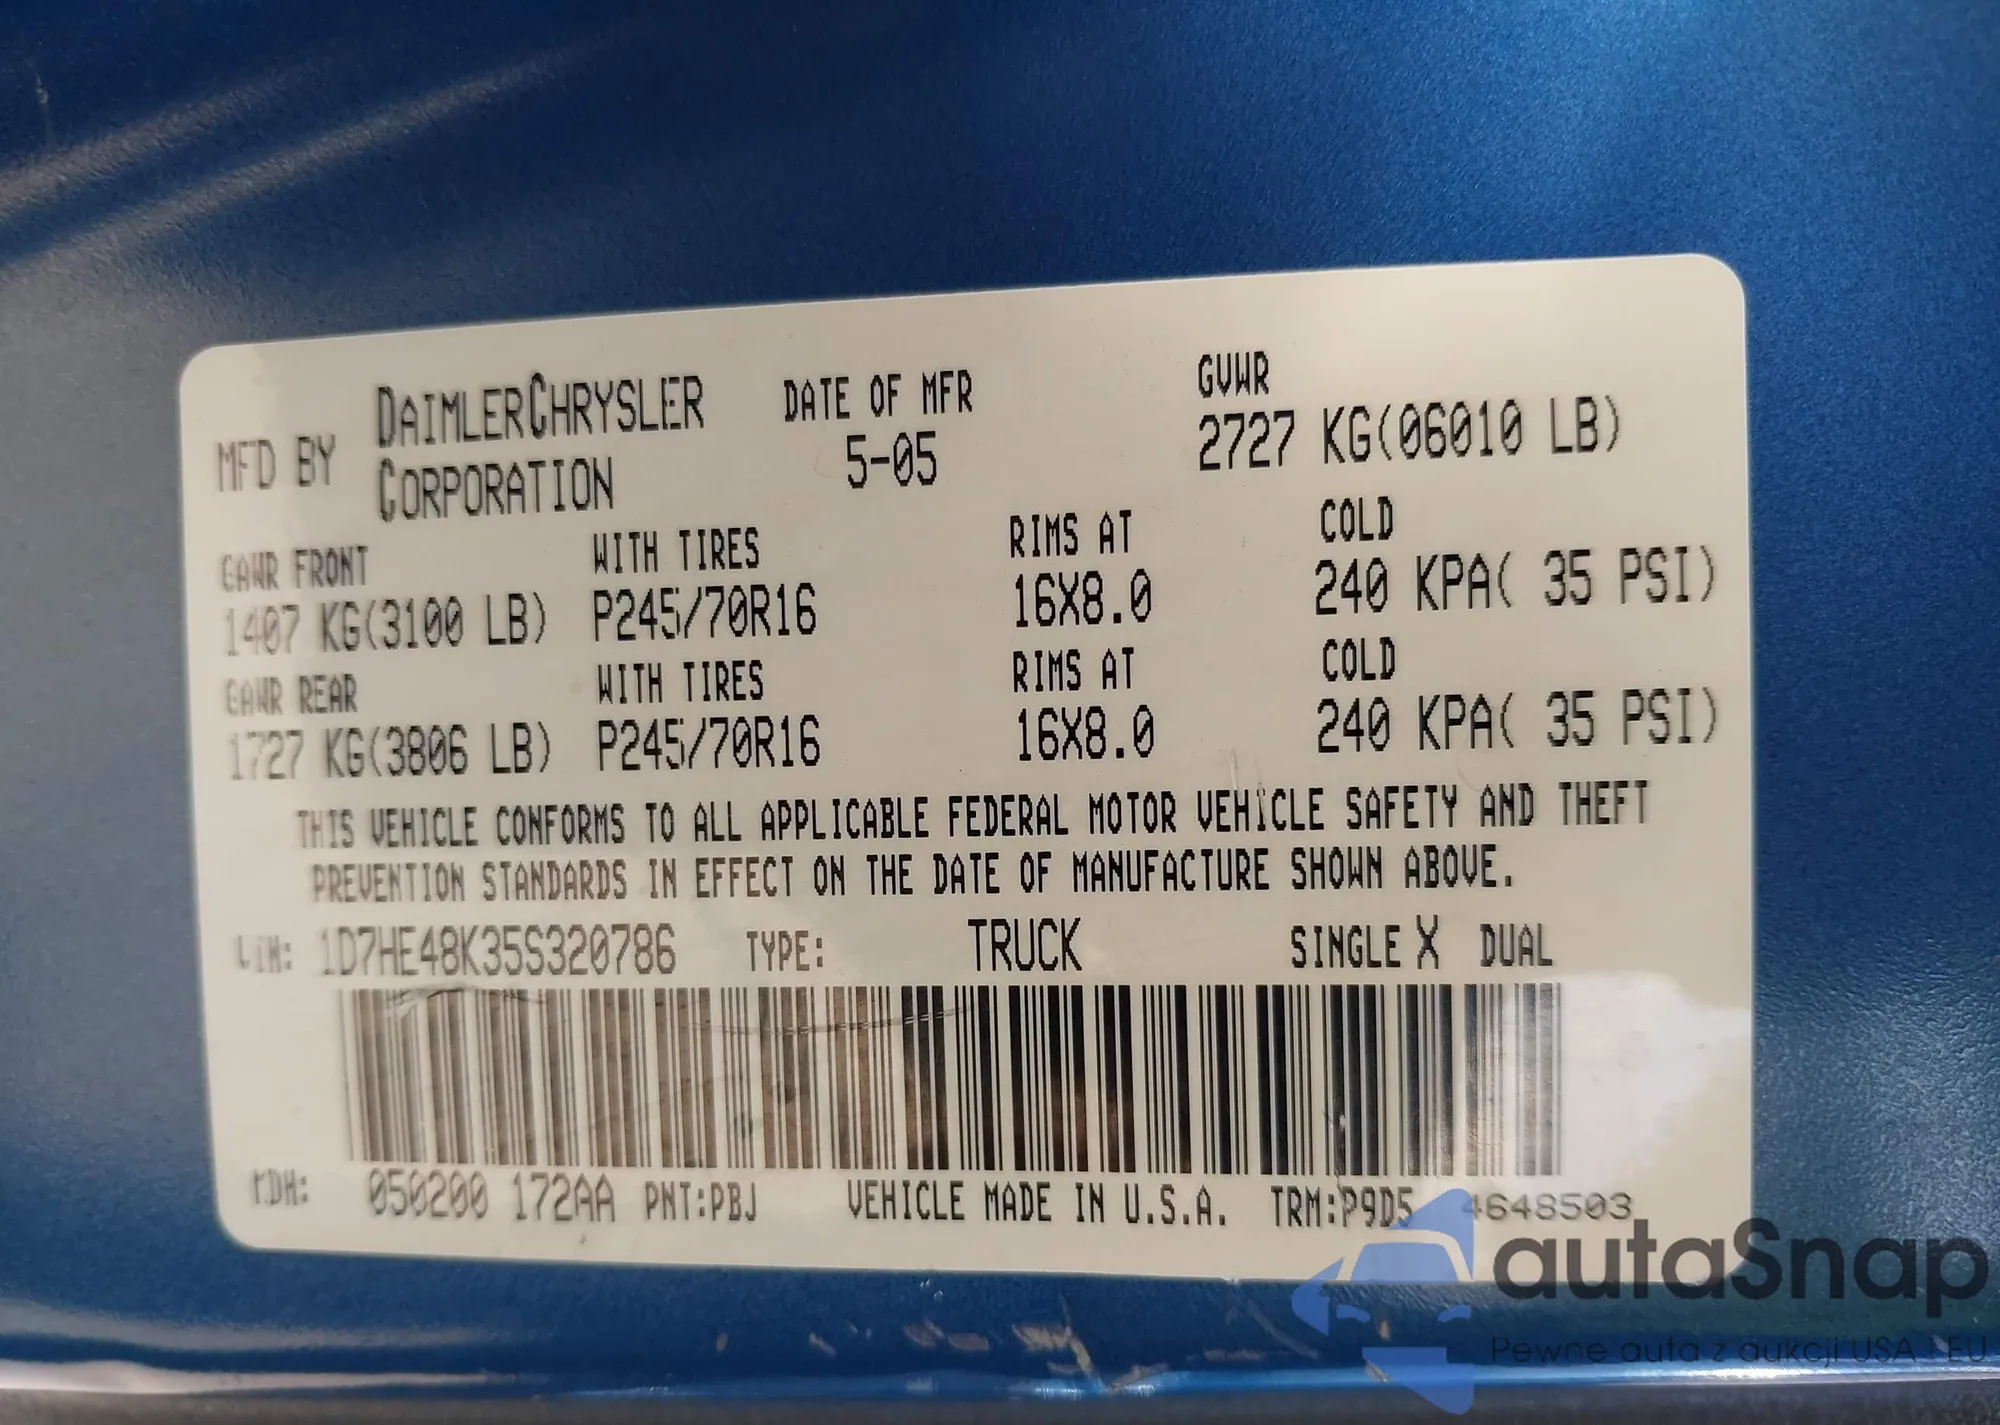 MFD BY DAIMLERCHRYSLER CORPORATION
DATE OF MFR
5-05
GVWR
2727 KG(06010 LB)
GAWR FRONT WITH TIRES RIMS AT COLD
1407 KG(3100 LB) P245/70R16 16X8.0 240 KPA( 35 PSI)
GAWR REAR WITH TIRES RIMS AT COLD
1727 KG(3806 LB) P245/70R16 16X8.0 240 KPA( 35 PSI)
THIS VEHICLE CONFORMS TO ALL APPLICABLE FEDERAL MOTOR VEHICLE SAFETY AND THEFT
PREVENTION STANDARDS IN EFFECT ON THE DATE OF MANUFACTURE SHOWN ABOVE.
VIN: 1D7HE48K35S320786 TYPE: TRUCK SINGLE X DUAL
MDH: 050200 172AA PNT:PBJ VEHICLE MADE IN U.S.A. TRM:P9D5 4648503
autaSnap
Pewne auta z aukcji USA i EU